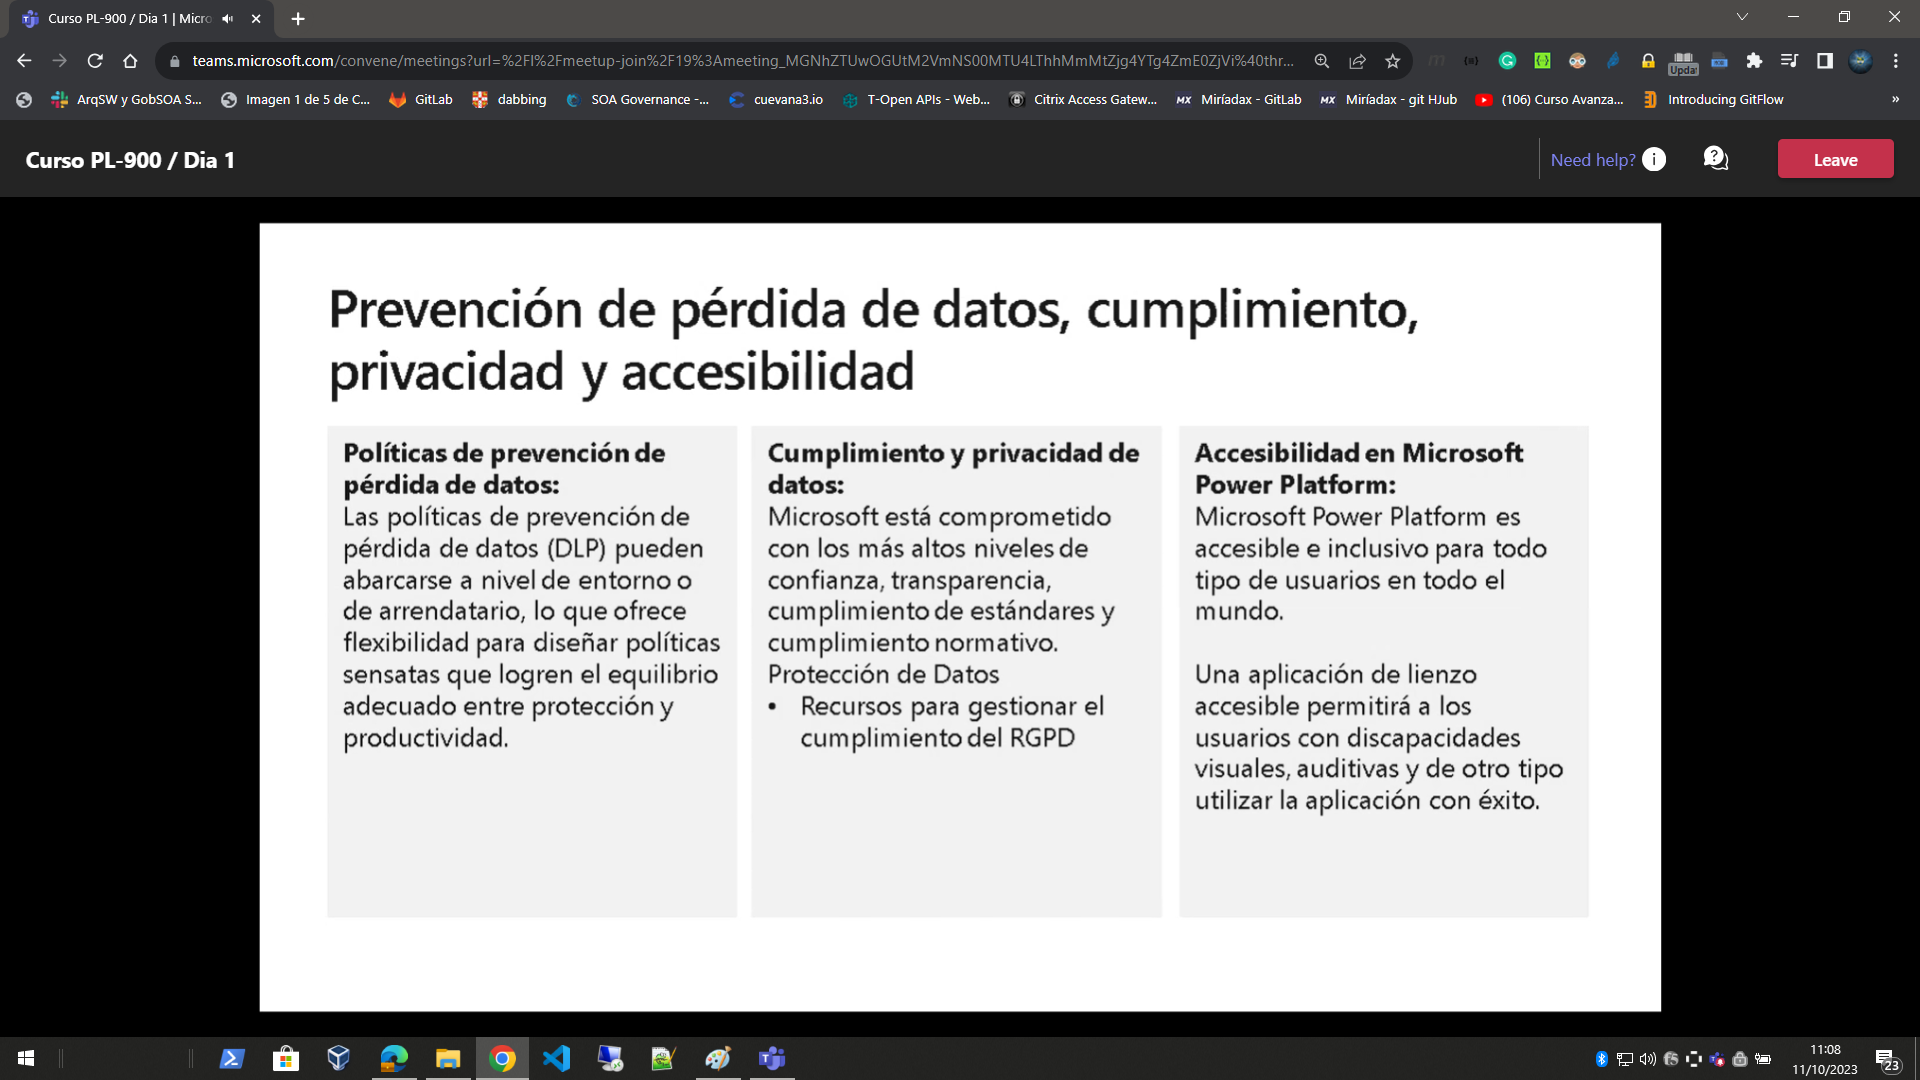 Curso PL-900 / Dia 1 | Micro
teams.microsoft.com/convene/meetings?url=%2Fl%2Fmeetup-join%2F19%3Ameeting_MGNhZTUwOGUtM2VmNS00MTU4LThhMmMtZjg4YTg4ZmE0ZjVi%40thr...
Upda
ArqSW y GobSOA S...
Imagen 1 de 5 de C...
GitLab
dabbing
SOA Governance -...
cuevana3.io
T-Open APIs - Web...
Citrix Access Gatew...
MX Miríadax - GitLab
MX Miríadax - git HJub
(106) Curso Avanza...
Introducing GitFlow
»
Curso PL-900 / Dia 1
Need help?
Leave
Prevención de pérdida de datos, cumplimiento,
privacidad y accesibilidad
Políticas de prevención de
pérdida de datos:
Las políticas de prevención de
pérdida de datos (DLP) pueden
abarcarse a nivel de entorno o
de arrendatario, lo que ofrece
flexibilidad para diseñar políticas
sensatas que logren el equilibrio
adecuado entre protección y
productividad.
Cumplimiento y privacidad de
datos:
Microsoft está comprometido
con los más altos niveles de
confianza, transparencia,
cumplimiento de estándares y
cumplimiento normativo.
Protección de Datos
• Recursos para gestionar el
cumplimiento del RGPD
Accesibilidad en Microsoft
Power Platform:
Microsoft Power Platform es
accesible e inclusivo para todo
tipo de usuarios en todo el
mundo.
Una aplicación de lienzo
accesible permitirá a los
usuarios con discapacidades
visuales, auditivas y de otro tipo
utilizar la aplicación con éxito.
11:08
11/10/2023
23